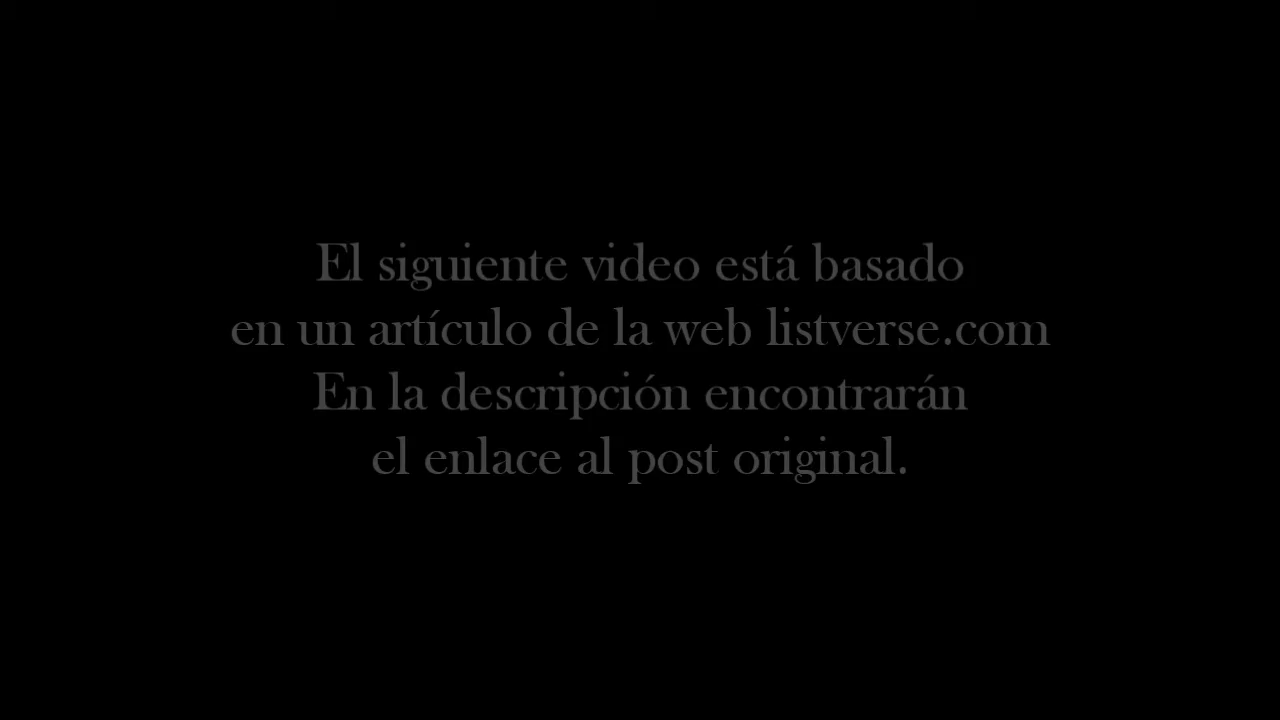 El siguiente video está basado
en un artículo de la web listverse.com
En la descripción encontrarán
el enlace al post original.